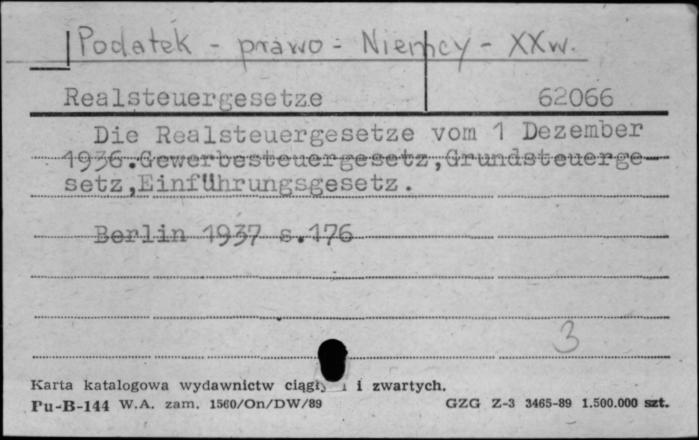 Podatek - prawo - Niemcy - XXw.
Realsteuergesetze 62066
Die Realsteuergesetze vom 1 Dezember
1936.Gewerbesteuergesetz,Grundsteuerge-
setz,Einführungsgesetz.
Berlin 1937 s.176
3
Karta katalogowa wydawnictw i zwartych.
Pu-B-144 W.A. zam. 1560/On/DW/89 GZG Z-3 3465-89 1.500.000 szt.